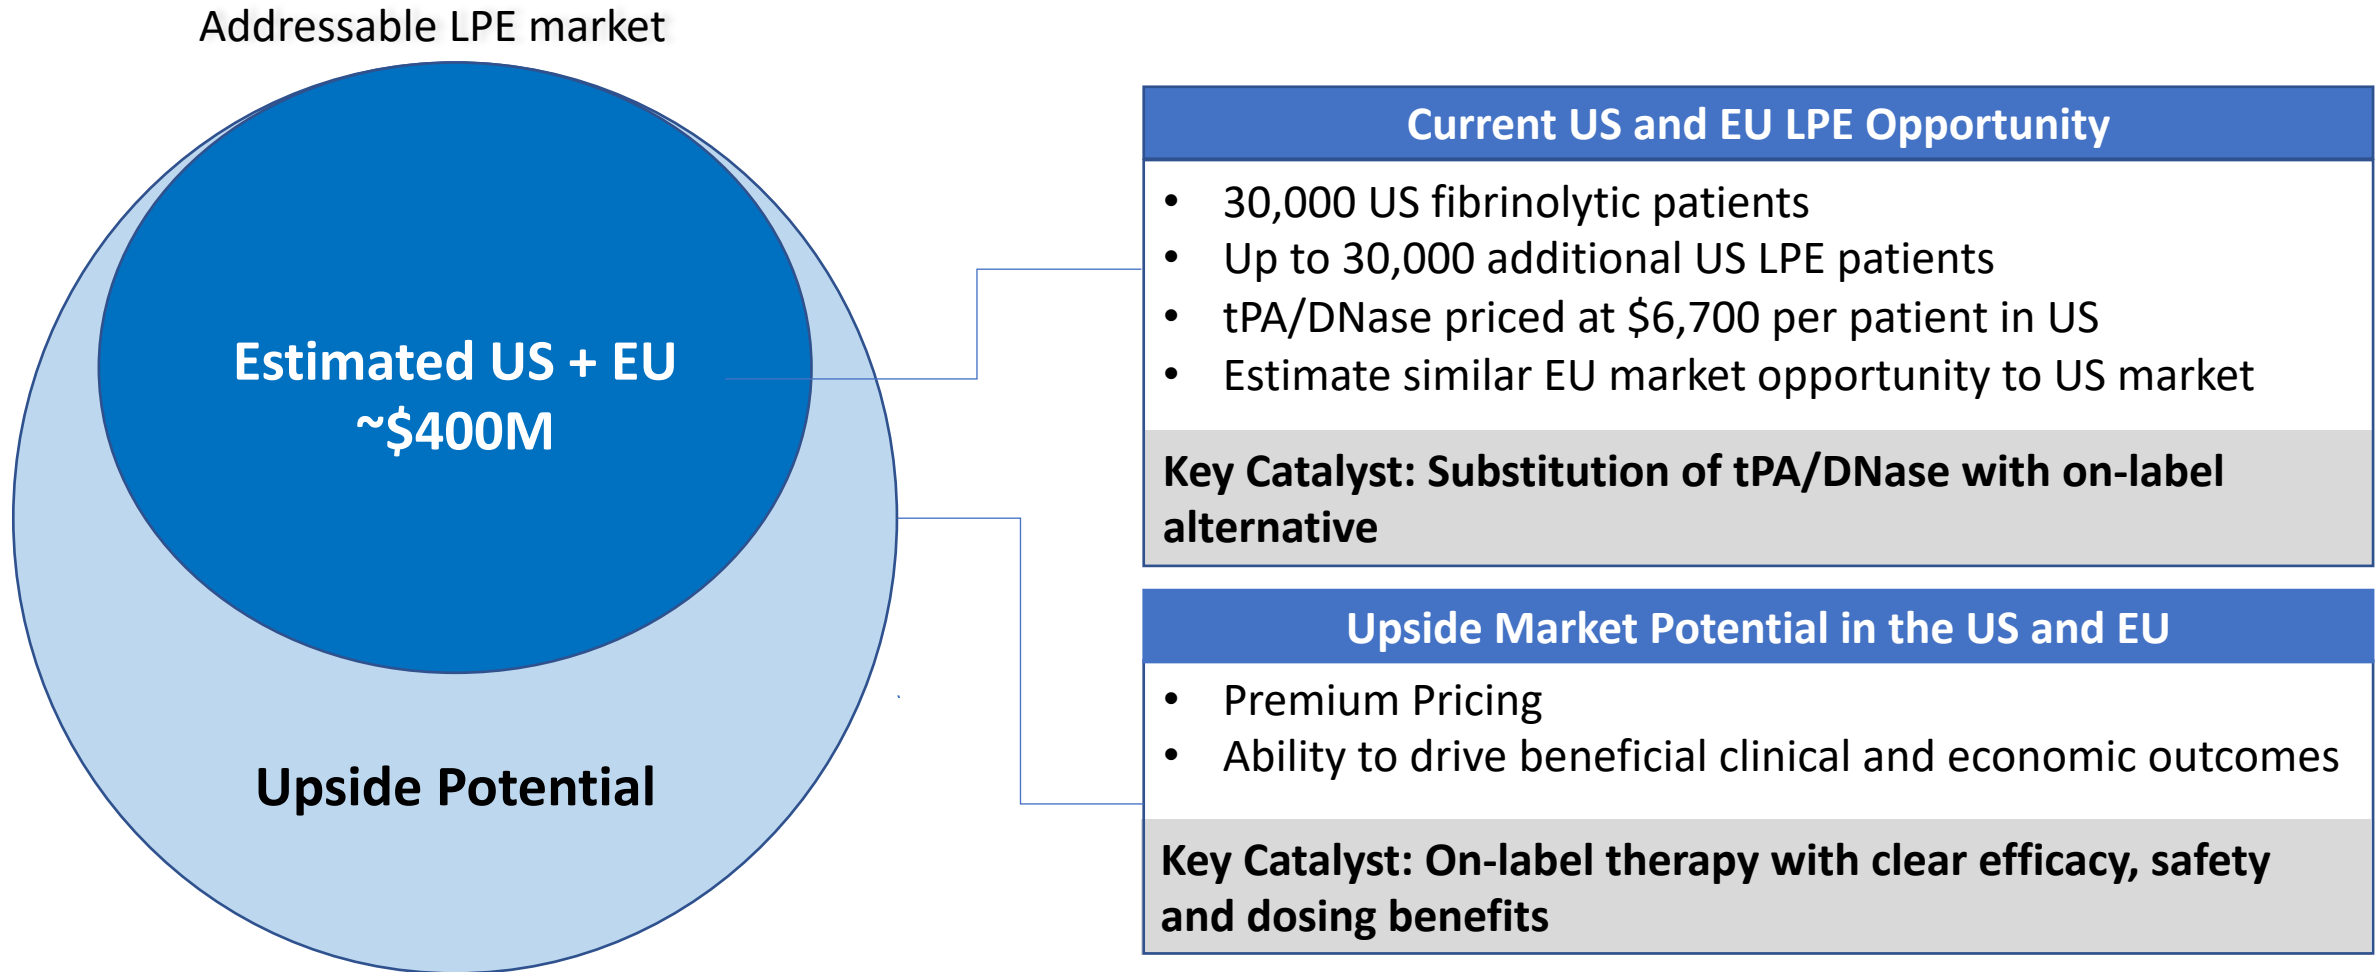 Addressable LPE market
Estimated US + EU
~$400M
Upside Potential
Current US and EU LPE Opportunity
• 30,000 US fibrinolytic patients
• Up to 30,000 additional US LPE patients
• tPA/DNase priced at $6,700 per patient in US
• Estimate similar EU market opportunity to US market
Key Catalyst: Substitution of tPA/DNase with on-label
alternative
Upside Market Potential in the US and EU
• Premium Pricing
• Ability to drive beneficial clinical and economic outcomes
Key Catalyst: On-label therapy with clear efficacy, safety
and dosing benefits